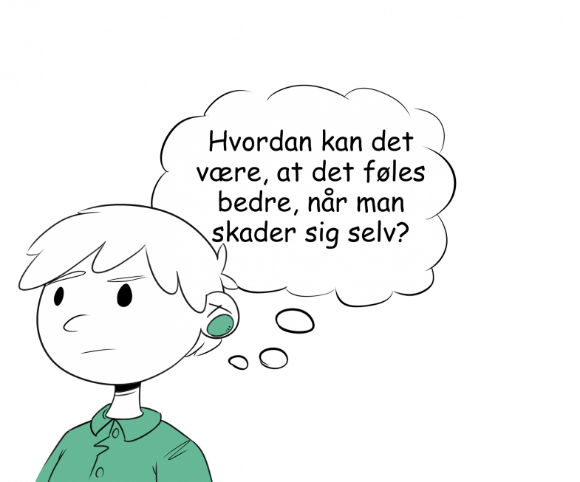 Hvordan kan det
være, at det føles
bedre, når man
skader sig selv?